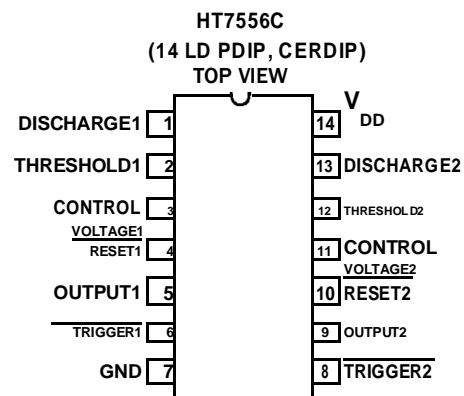 HT7556C
(14 LD PDIP, CERDIP)
TOP VIEW
DISCHARGE1 1
THRESHOLD1 2
CONTROL 3
VOLTAGE1
RESET1 4
OUTPUT1 5
TRIGGER1 6
GND 7
14 VDD
13 DISCHARGE2
12 THRESHOLD2
11 CONTROL
VOLTAGE2
10 RESET2
9 OUTPUT2
8 TRIGGER2